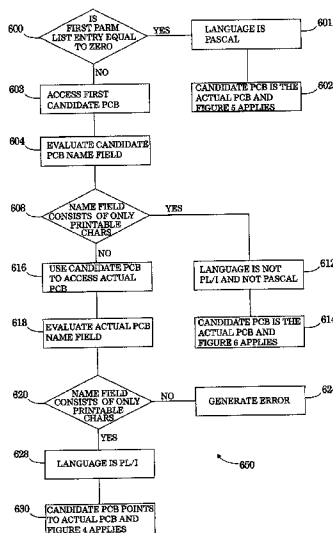 600
IS
FIRST PARM
LIST ENTRY EQUAL
TO ZERO
YES
LANGUAGE IS
PASCAL
601
NO
603
ACCESS FIRST
CANDIDATE PCB
CANDIDATE PCB IS THE
ACTUAL PCB AND
FIGURE 5 APPLIES
602
604
EVALUATE CANDIDATE
PCB NAME FIELD
608
NAME FIELD
CONSISTS OF ONLY
PRINTABLE
CHARS
YES
NO
616
USE CANDIDATE PCB
TO ACCESS ACTUAL
PCB
LANGUAGE IS NOT
PL/I AND NOT PASCAL
612
618
EVALUATE ACTUAL PCB
NAME FIELD
CANDIDATE PCB IS THE
ACTUAL PCB AND
FIGURE 6 APPLIES
614
620
NAME FIELD
CONSISTS OF ONLY
PRINTABLE
CHARS
NO
GENERATE ERROR
624
YES
628
LANGUAGE IS PL/I
650
630
CANDIDATE PCB POINTS
TO ACTUAL PCB AND
FIGURE 4 APPLIES